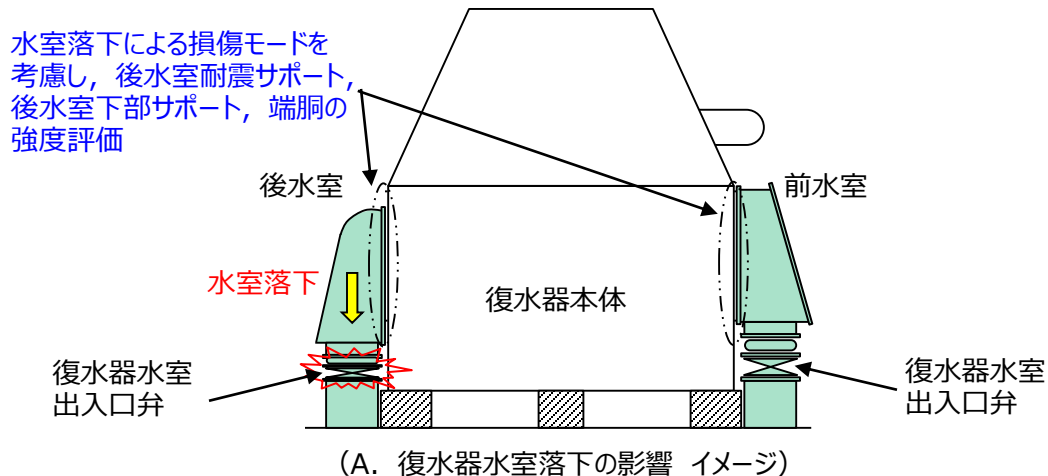 水室落下による損傷モードを
考慮し，後水室耐震サポート，
後水室下部サポート，端胴の
強度評価
後水室
前水室
水室落下
復水器本体
復水器水室
出入口弁
復水器水室
出入口弁
（A．復水器水室落下の影響 イメージ）